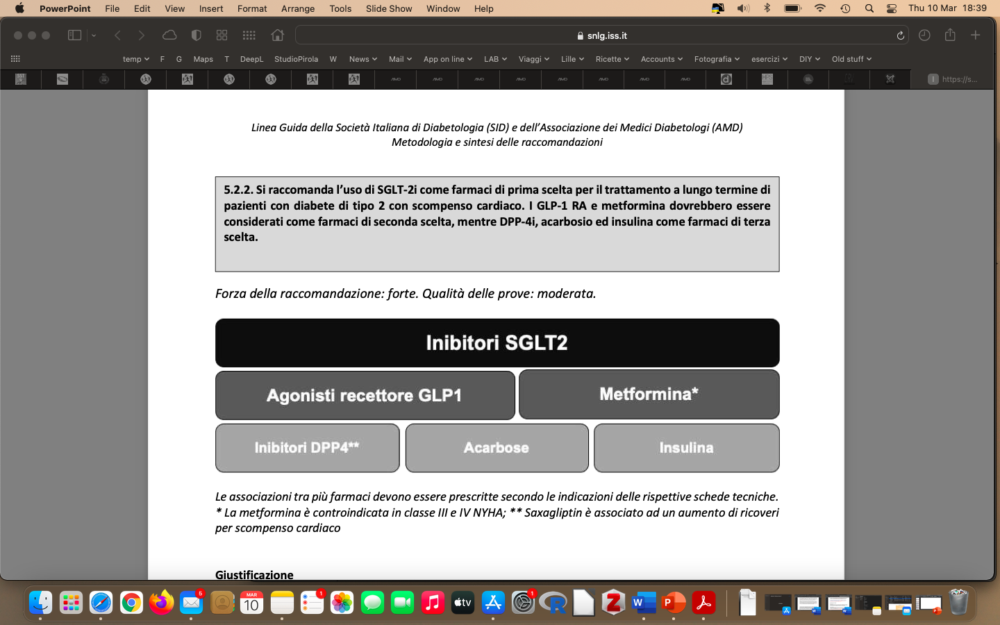 PowerPoint File Edit View Insert Format Arrange Tools Slide Show Window Help Thu 10 Mar 18:39
snlg.iss.it
temp F G Maps T DeepL StudioPirola W News Mail App on line LAB Viaggi Lille Ricette Accounts Fotografia esercizi DIY Old stuff
I https://s...
Linea Guida della Società Italiana di Diabetologia (SID) e dell'Associazione dei Medici Diabetologi (AMD)
Metodologia e sintesi delle raccomandazioni
5.2.2. Si raccomanda l'uso di SGLT-2i come farmaci di prima scelta per il trattamento a lungo termine di
pazienti con diabete di tipo 2 con scompenso cardiaco. I GLP-1 RA e metformina dovrebbero essere
considerati come farmaci di seconda scelta, mentre DPP-4i, acarbosio ed insulina come farmaci di terza
scelta.
Forza della raccomandazione: forte. Qualità delle prove: moderata.
Inibitori SGLT2
Agonisti recettore GLP1 Metformina*
Inibitori DPP4** Acarbose Insulina
Le associazioni tra più farmaci devono essere prescritte secondo le indicazioni delle rispettive schede tecniche.
* La metformina è controindicata in classe III e IV NYHA; ** Saxagliptin è associato ad un aumento di ricoveri
per scompenso cardiaco
Giustificazione
5 MAR 10 1 tv 1 R Z W P